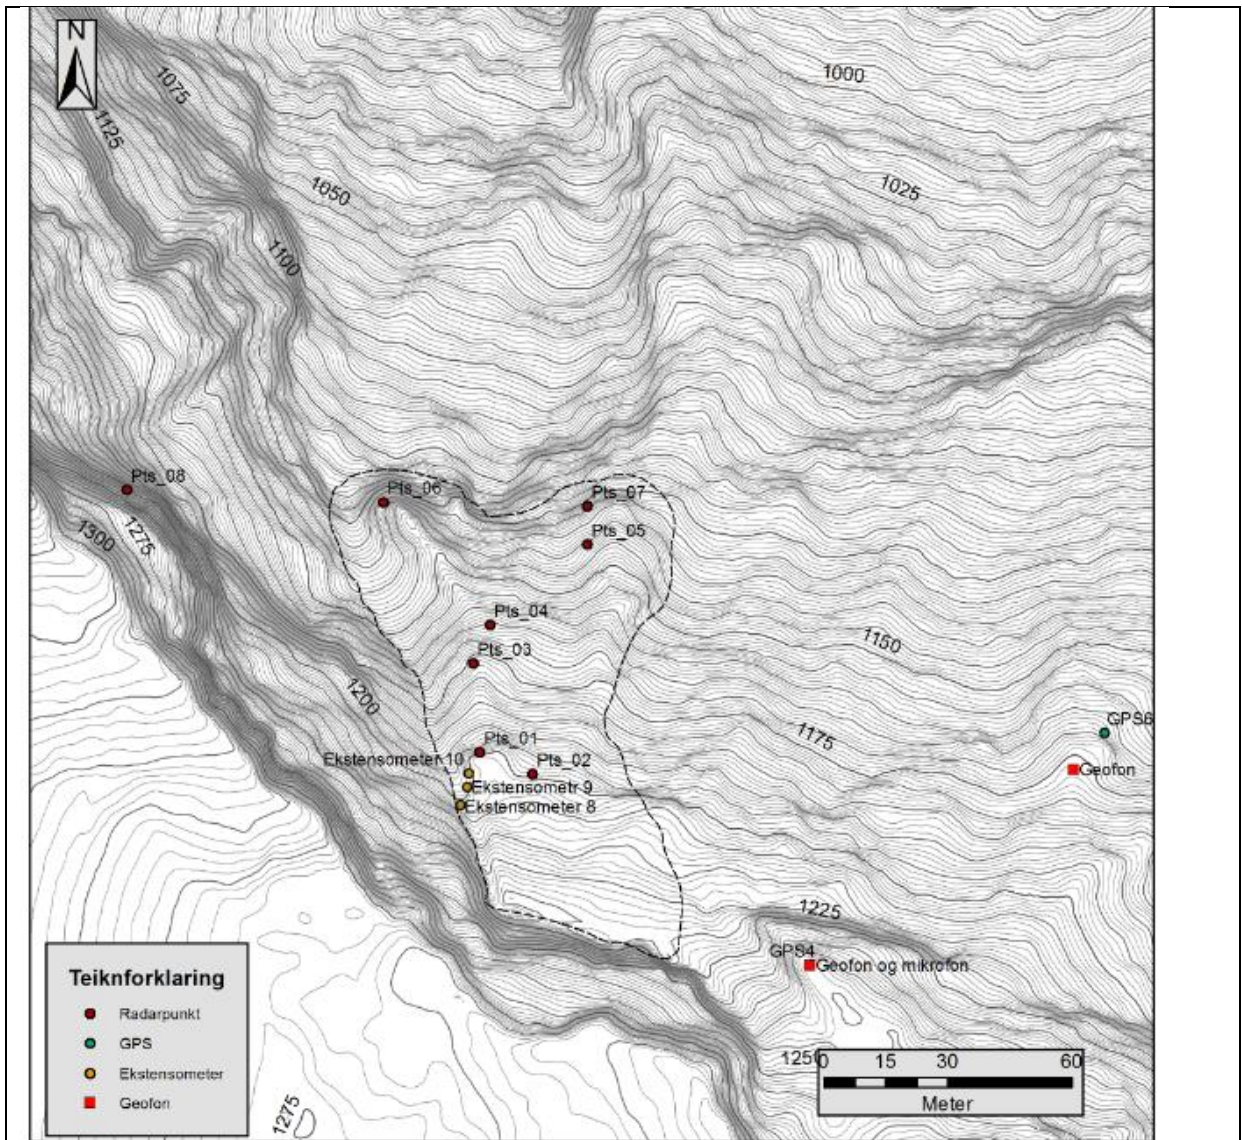 N
1000
1075
1125
1050
1025
1100
Pts_08
Pts_06
Pts_07
1275
1300
Pts_05
Pts_04
1150
Pts_03
1200
GPS6
1175
Pts_01
Ekstensometer 10
Pts_02
Geofon
Ekstensometr 9
Ekstensometer 8
1225
GPS4
Geofon og mikrofon
Teiknforklaring
Radarpunkt
GPS
Ekstensometer
Geofon
1250
0 15 30 60
Meter
1275